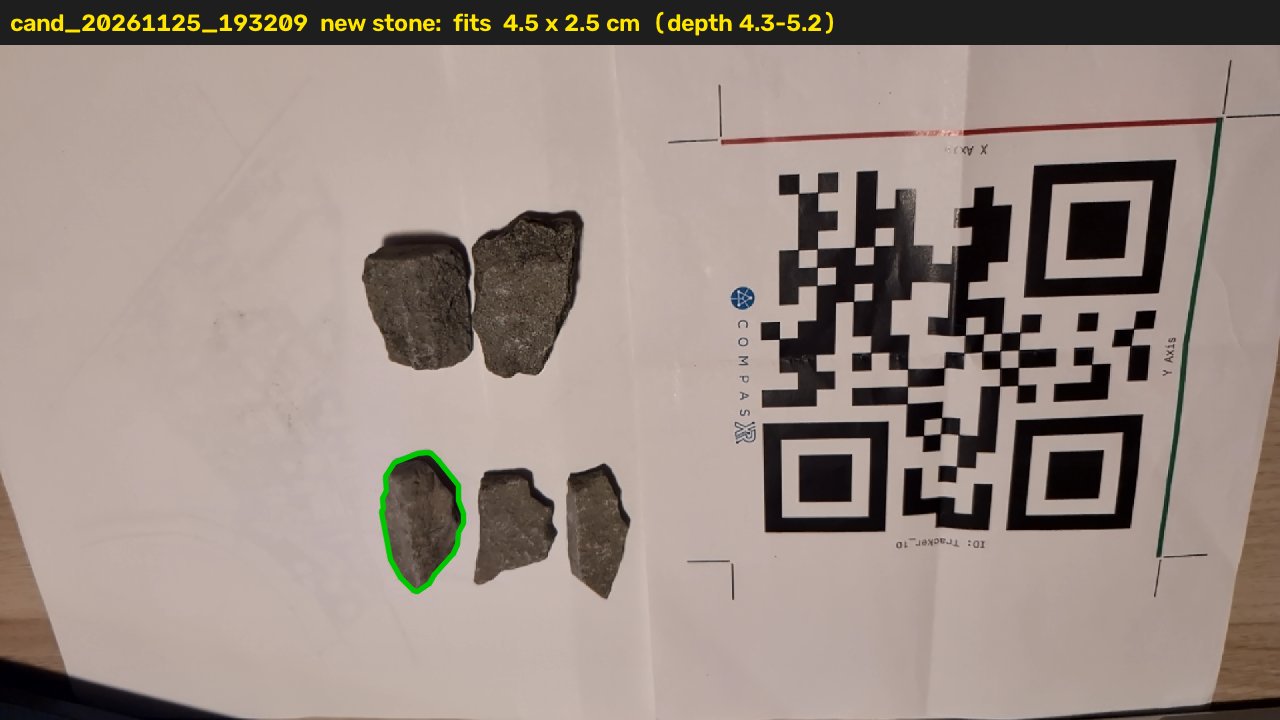 cand_20261125_193209 new stone: fits 4.5 x 2.5 cm (depth 4.3-5.2)
X Axis
COMPAS XR
Y Axis
ID: Tracker_10